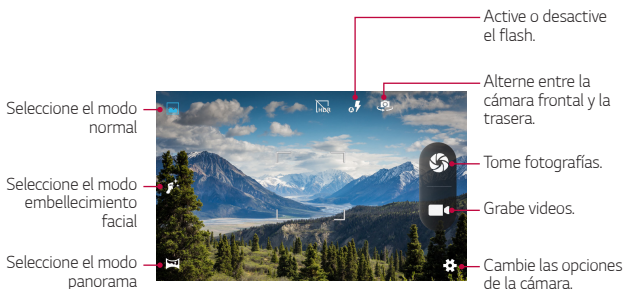 Active o desactive
el flash.
Alterne entre la
cámara frontal y la
trasera.
Seleccione el modo
normal
HDR
A
Tome fotografías.
Seleccione el modo
embellecimiento
facial
Grabe videos.
Seleccione el modo
panorama
Cambie las opciones
de la cámara.